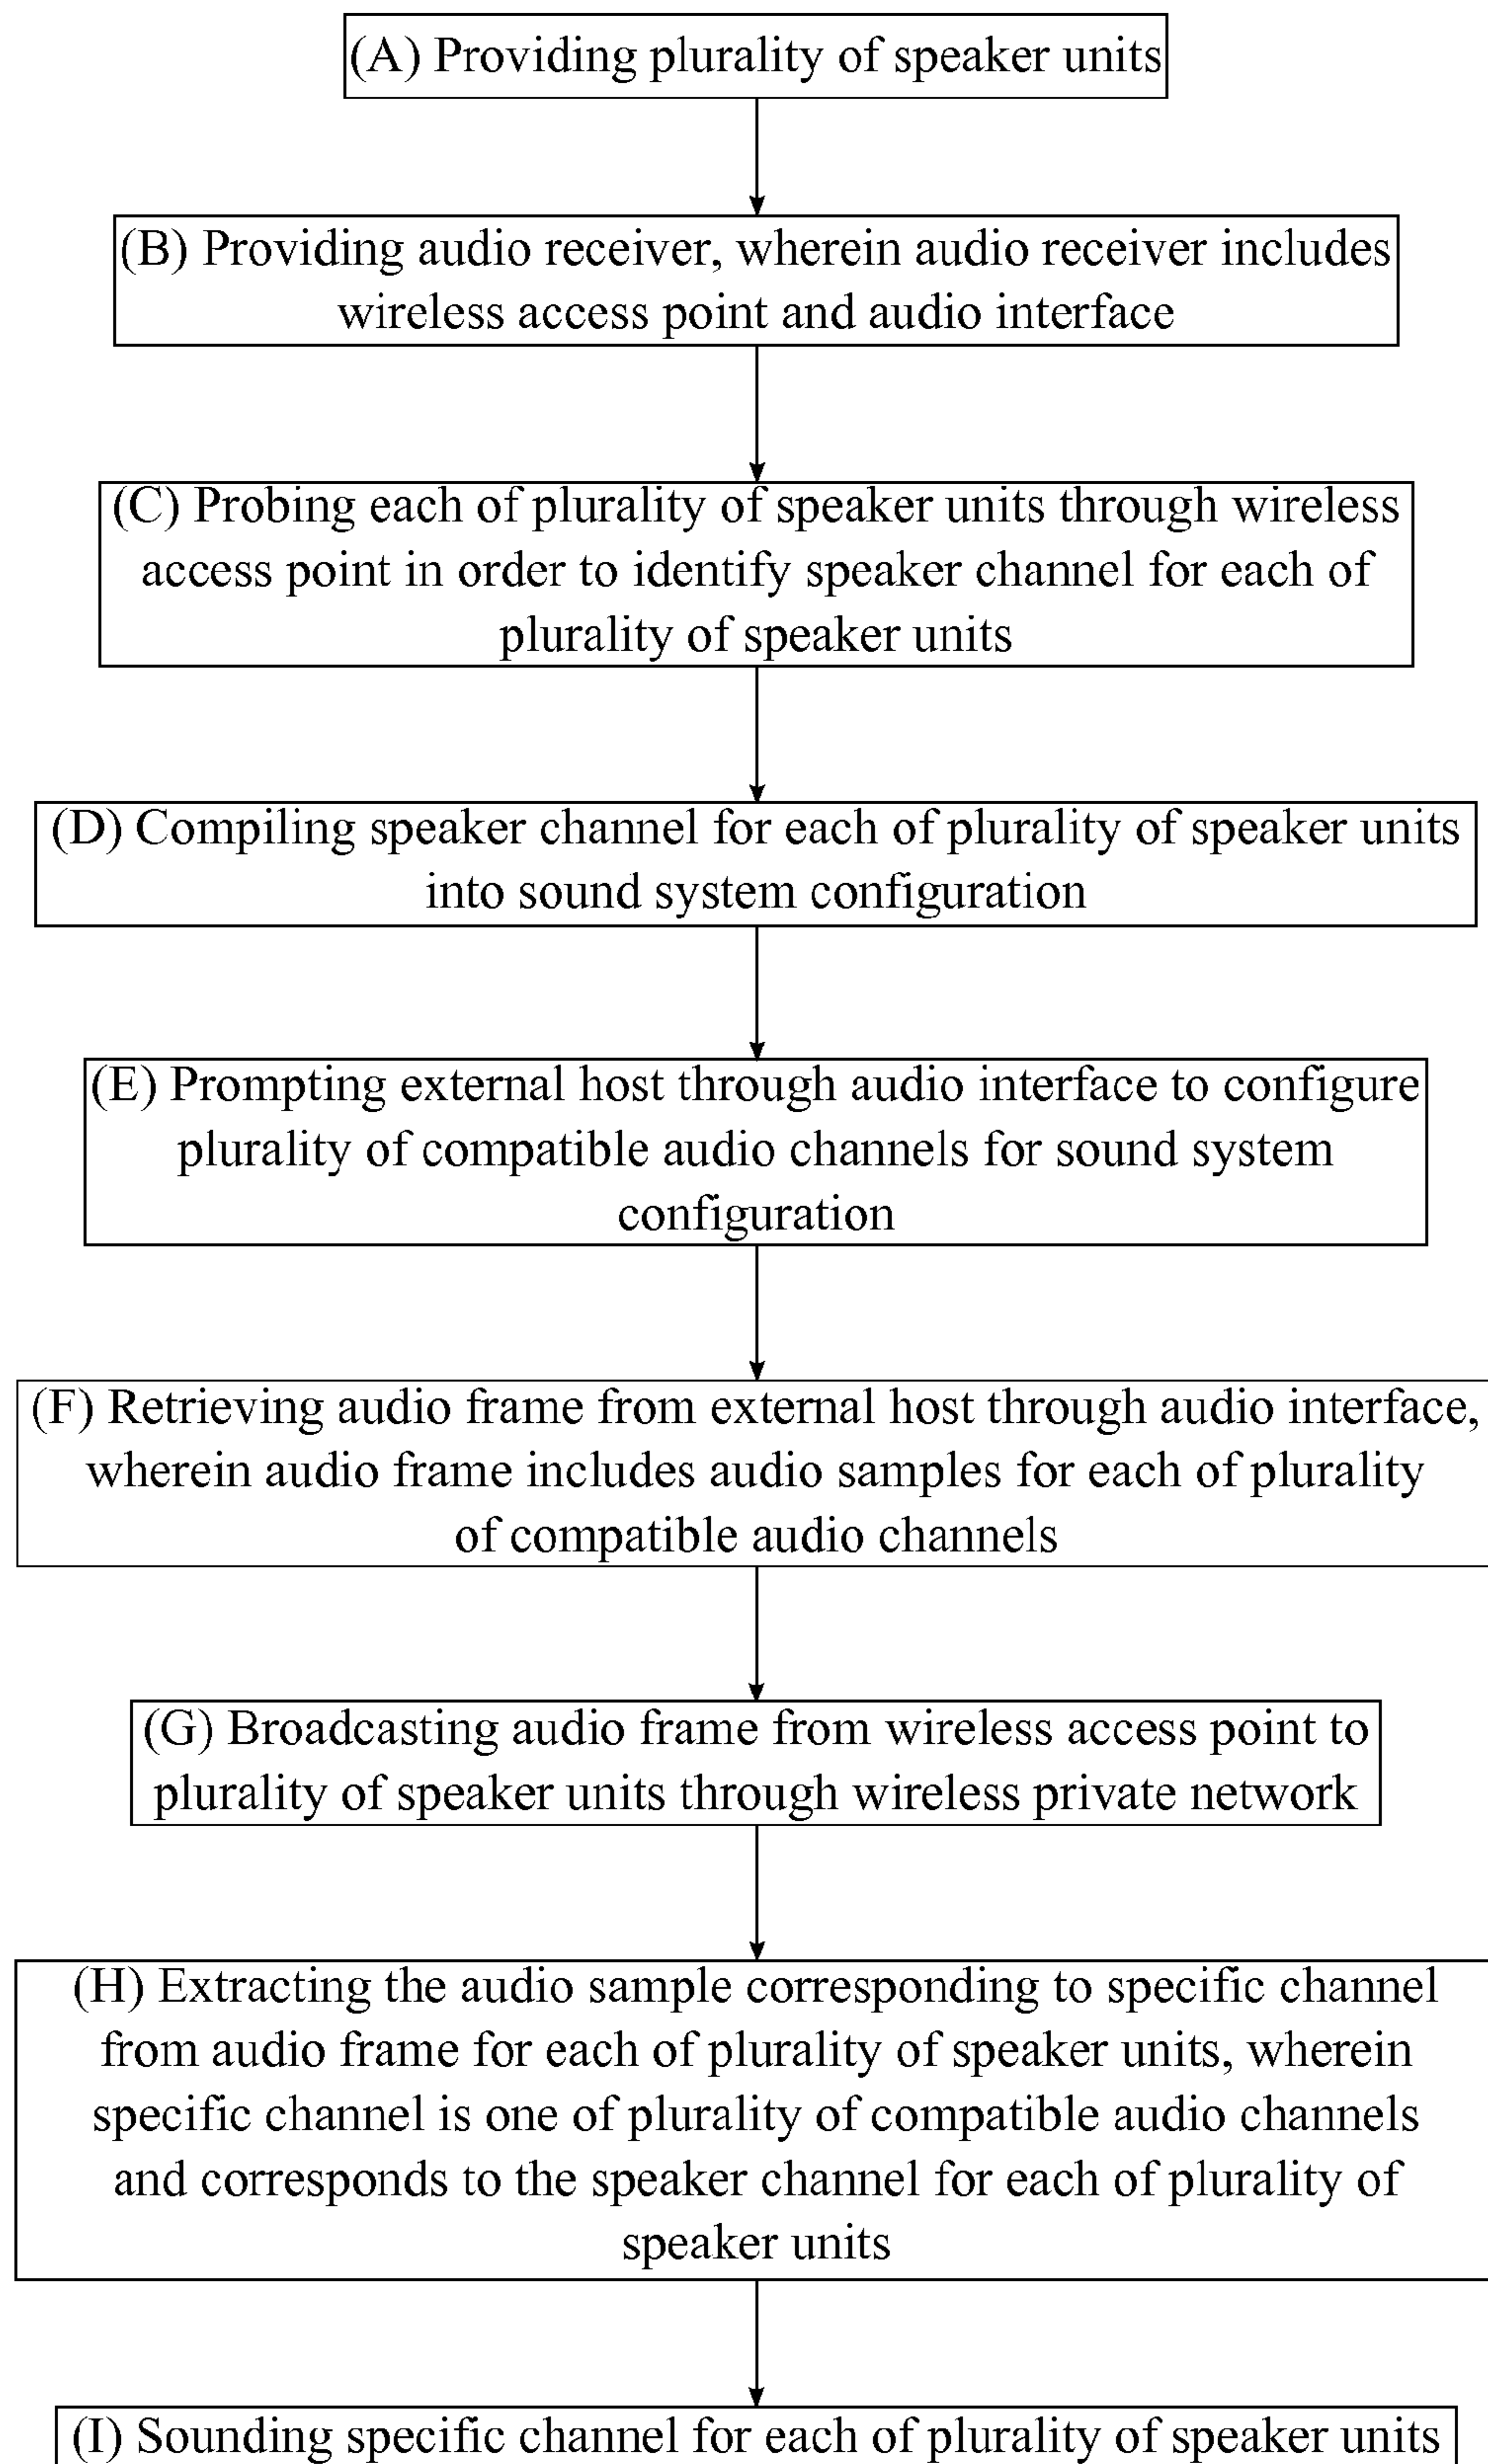 (A) Providing plurality of speaker units
(B) Providing audio receiver, wherein audio receiver includes
wireless access point and audio interface
(C) Probing each of plurality of speaker units through wireless
access point in order to identify speaker channel for each of
plurality of speaker units
(D) Compiling speaker channel for each of plurality of speaker units
into sound system configuration
(E) Prompting external host through audio interface to configure
plurality of compatible audio channels for sound system
configuration
(F) Retrieving audio frame from external host through audio interface,
wherein audio frame includes audio samples for each of plurality
of compatible audio channels
(G) Broadcasting audio frame from wireless access point to
plurality of speaker units through wireless private network
(H) Extracting the audio sample corresponding to specific channel
from audio frame for each of plurality of speaker units, wherein
specific channel is one of plurality of compatible audio channels
and corresponds to the speaker channel for each of plurality of
speaker units
(I) Sounding specific channel for each of plurality of speaker units